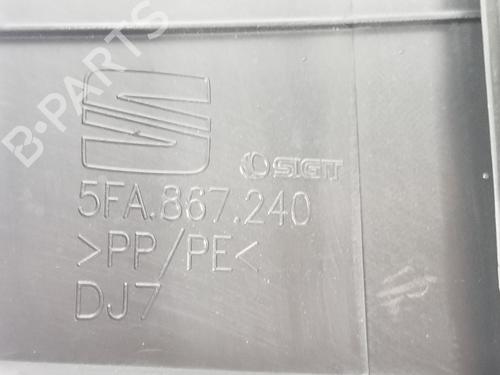 B-PARTS
SIGIT
5FA.867.240
>PP/PE<
DJ7